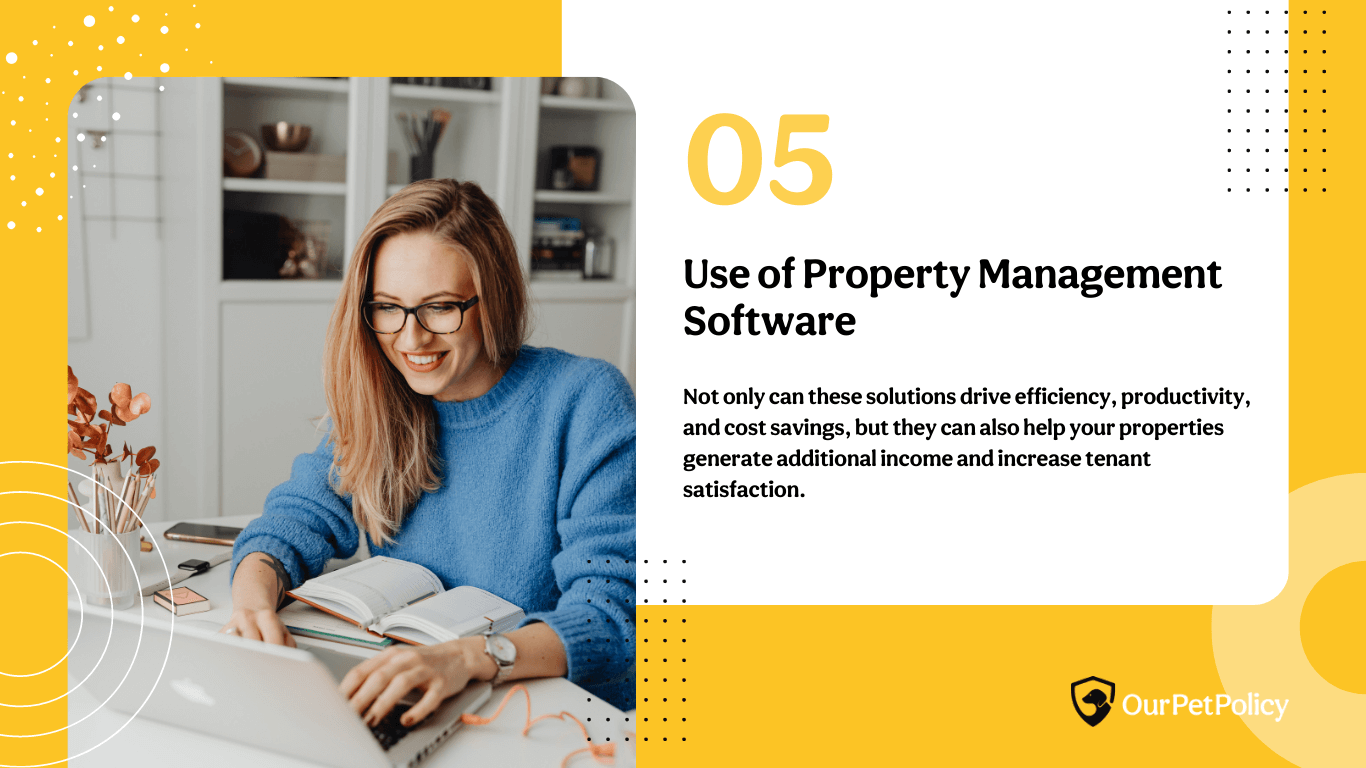 05
Use of Property Management
Software
Not only can these solutions drive efficiency, productivity,
and cost savings, but they can also help your properties
generate additional income and increase tenant
satisfaction.
OurPetPolicy